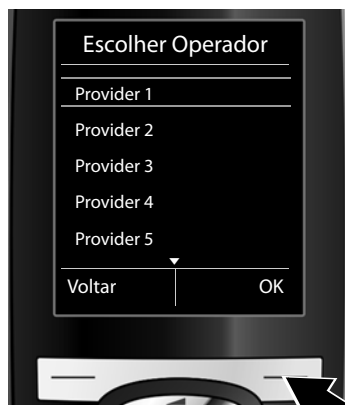 Escolher Operador
Provider 1
Provider 2
Provider 3
Provider 4
Provider 5
Voltar OK